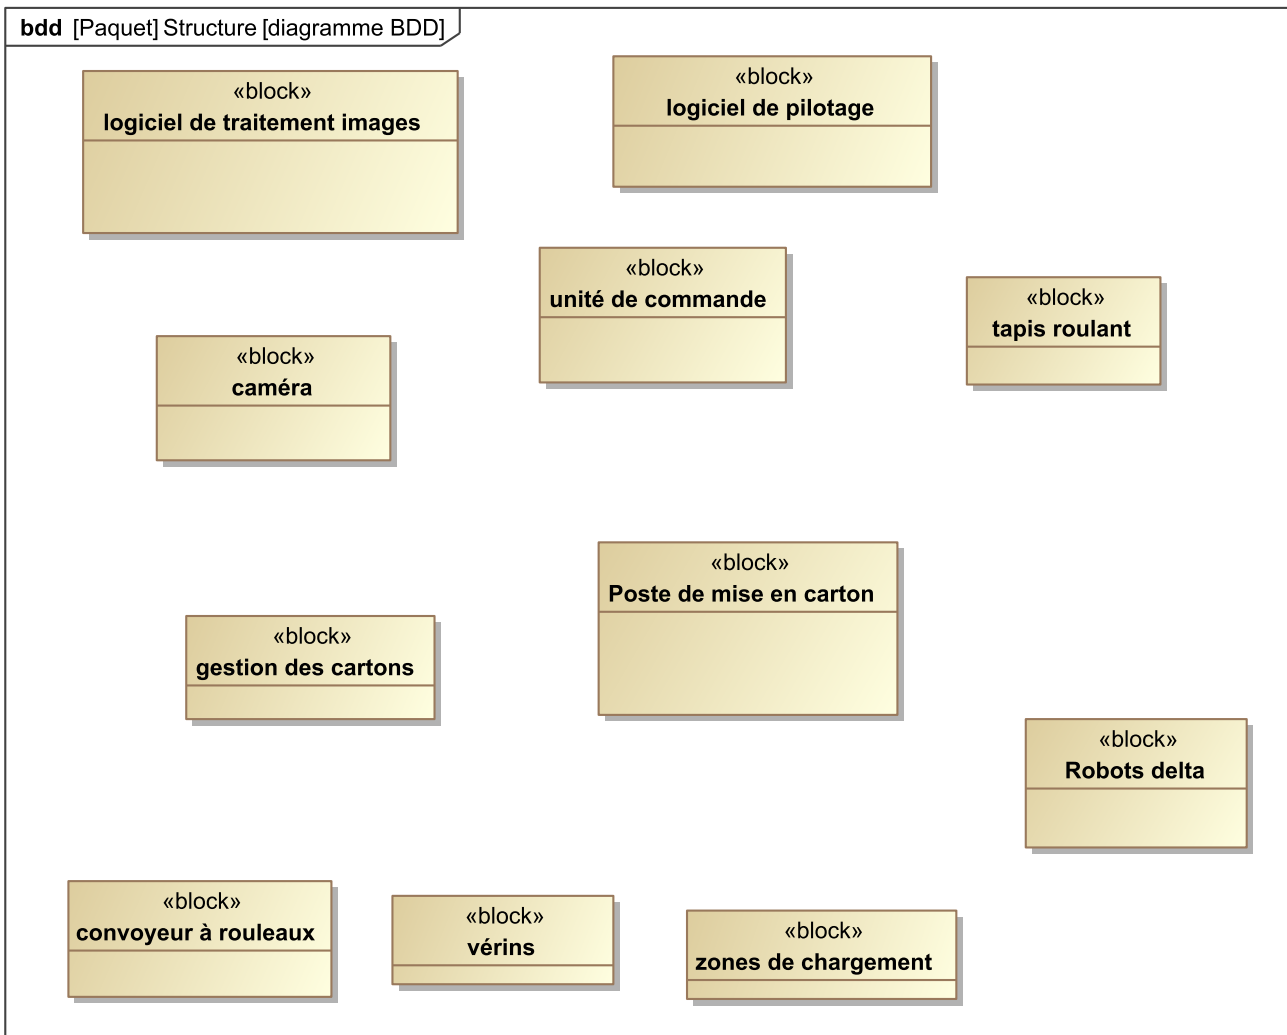 bdd [Paquet] Structure [diagramme BDD]
«block»
logiciel de traitement images
«block»
logiciel de pilotage
«block»
unité de commande
«block»
tapis roulant
«block»
caméra
«block»
Poste de mise en carton
«block»
gestion des cartons
«block»
Robots delta
«block»
convoyeur à rouleaux
«block»
vérins
«block»
zones de chargement